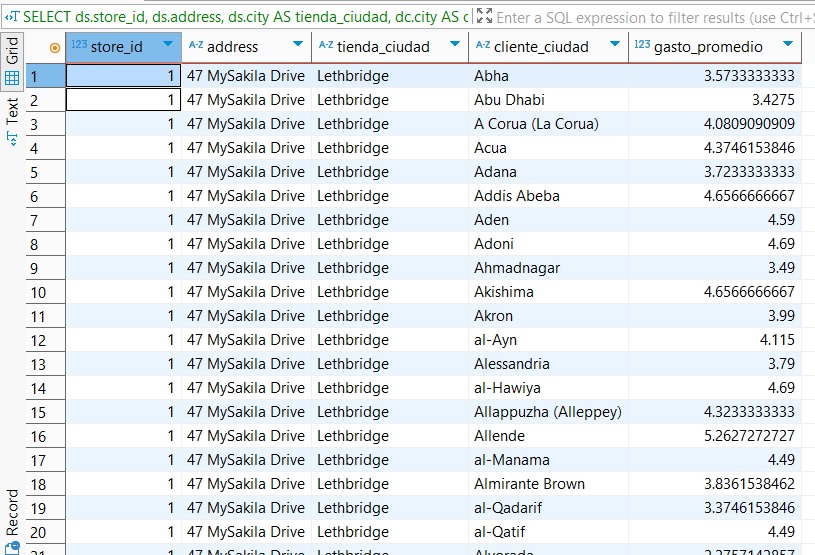 SELECT ds.store_id, ds.address, ds.city AS tienda_ciudad, dc.city AS c
Enter a SQL expression to filter results (use Ctrl+S
Grid
Text
Record
123 store_id A-Z address A-Z tienda_ciudad A-Z cliente_ciudad 123 gasto_promedio
1 1 47 MySakila Drive Lethbridge Abha 3.5733333333
2 1 47 MySakila Drive Lethbridge Abu Dhabi 3.4275
3 1 47 MySakila Drive Lethbridge A Corua (La Corua) 4.0809090909
4 1 47 MySakila Drive Lethbridge Acua 4.3746153846
5 1 47 MySakila Drive Lethbridge Adana 3.7233333333
6 1 47 MySakila Drive Lethbridge Addis Abeba 4.6566666667
7 1 47 MySakila Drive Lethbridge Aden 4.59
8 1 47 MySakila Drive Lethbridge Adoni 4.69
9 1 47 MySakila Drive Lethbridge Ahmadnagar 3.49
10 1 47 MySakila Drive Lethbridge Akishima 4.6566666667
11 1 47 MySakila Drive Lethbridge Akron 3.99
12 1 47 MySakila Drive Lethbridge al-Ayn 4.115
13 1 47 MySakila Drive Lethbridge Alessandria 3.79
14 1 47 MySakila Drive Lethbridge al-Hawiya 4.69
15 1 47 MySakila Drive Lethbridge Allappuzha (Alleppey) 4.3233333333
16 1 47 MySakila Drive Lethbridge Allende 5.2627272727
17 1 47 MySakila Drive Lethbridge al-Manama 4.49
18 1 47 MySakila Drive Lethbridge Almirante Brown 3.8361538462
19 1 47 MySakila Drive Lethbridge al-Qadarif 3.3746153846
20 1 47 MySakila Drive Lethbridge al-Qatif 4.49